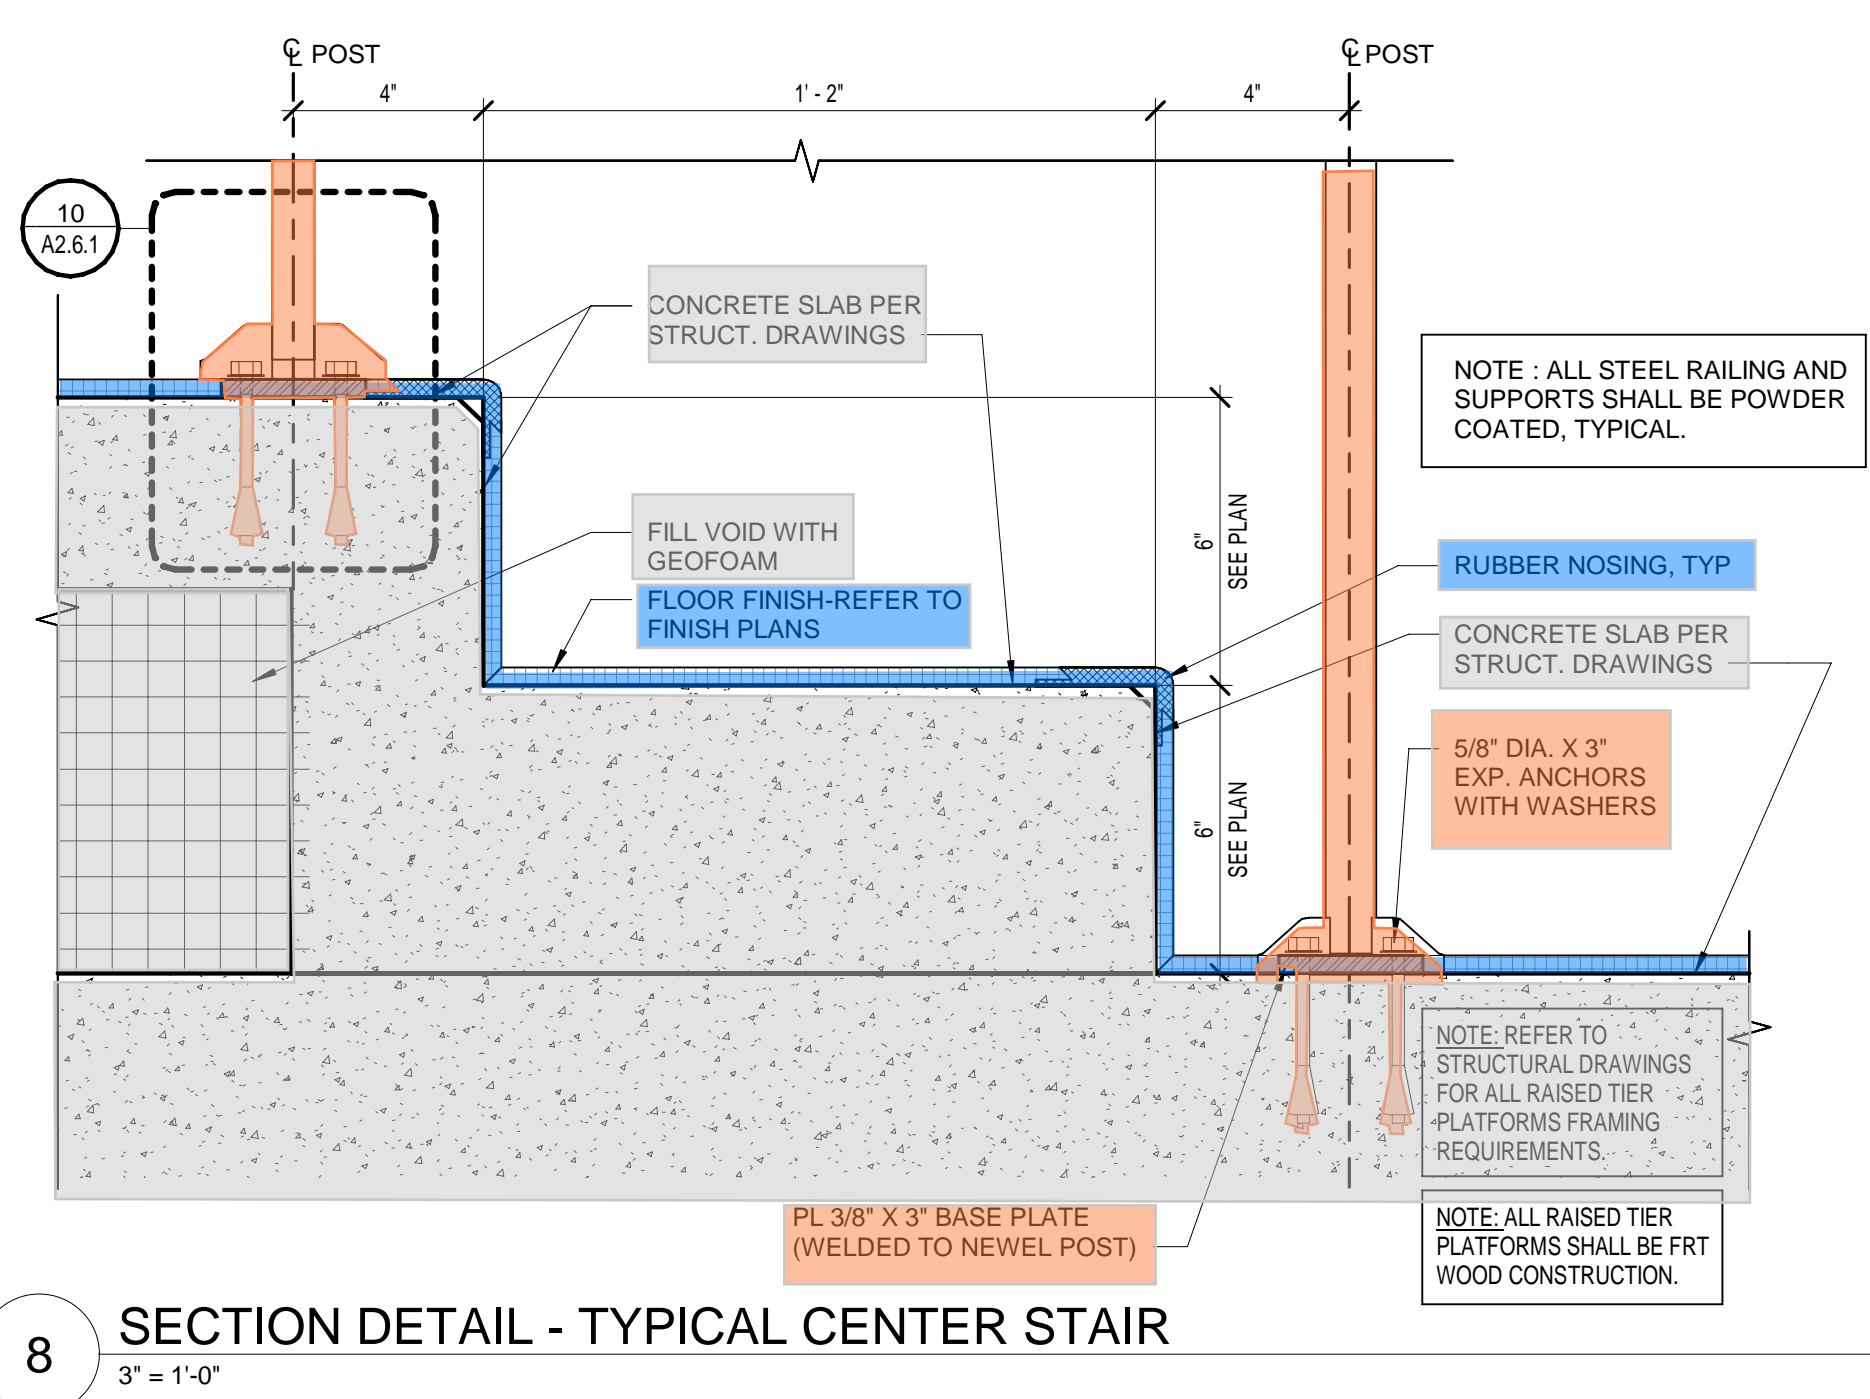 ℄ POST
℄ POST
4"
1' - 2"
4"
10
A2.6.1
CONCRETE SLAB PER
STRUCT. DRAWINGS
NOTE : ALL STEEL RAILING AND
SUPPORTS SHALL BE POWDER
COATED, TYPICAL.
FILL VOID WITH
GEOFOAM
FLOOR FINISH-REFER TO
FINISH PLANS
6"
SEE PLAN
RUBBER NOSING, TYP
CONCRETE SLAB PER
STRUCT. DRAWINGS
5/8" DIA. X 3"
EXP. ANCHORS
WITH WASHERS
6"
SEE PLAN
NOTE: REFER TO
STRUCTURAL DRAWINGS
FOR ALL RAISED TIER
PLATFORMS FRAMING
REQUIREMENTS.
PL 3/8" X 3" BASE PLATE
(WELDED TO NEWEL POST)
NOTE: ALL RAISED TIER
PLATFORMS SHALL BE FRT
WOOD CONSTRUCTION.
8
SECTION DETAIL - TYPICAL CENTER STAIR
3" = 1'-0"